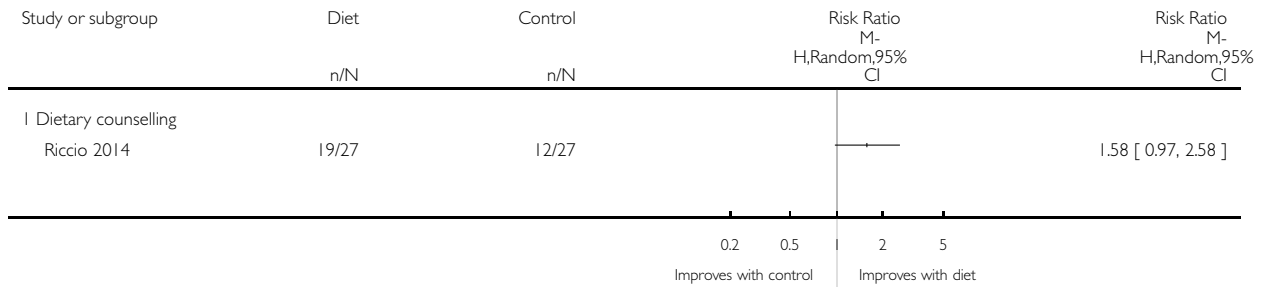 Study or subgroup Diet Control Risk Ratio Risk Ratio
M- M-
H,Random,95% H,Random,95%
n/N n/N CI CI
1 Dietary counselling
Riccio 2014 19/27 12/27 1.58 [ 0.97, 2.58 ]
0.2 0.5 1 2 5
Improves with control Improves with diet